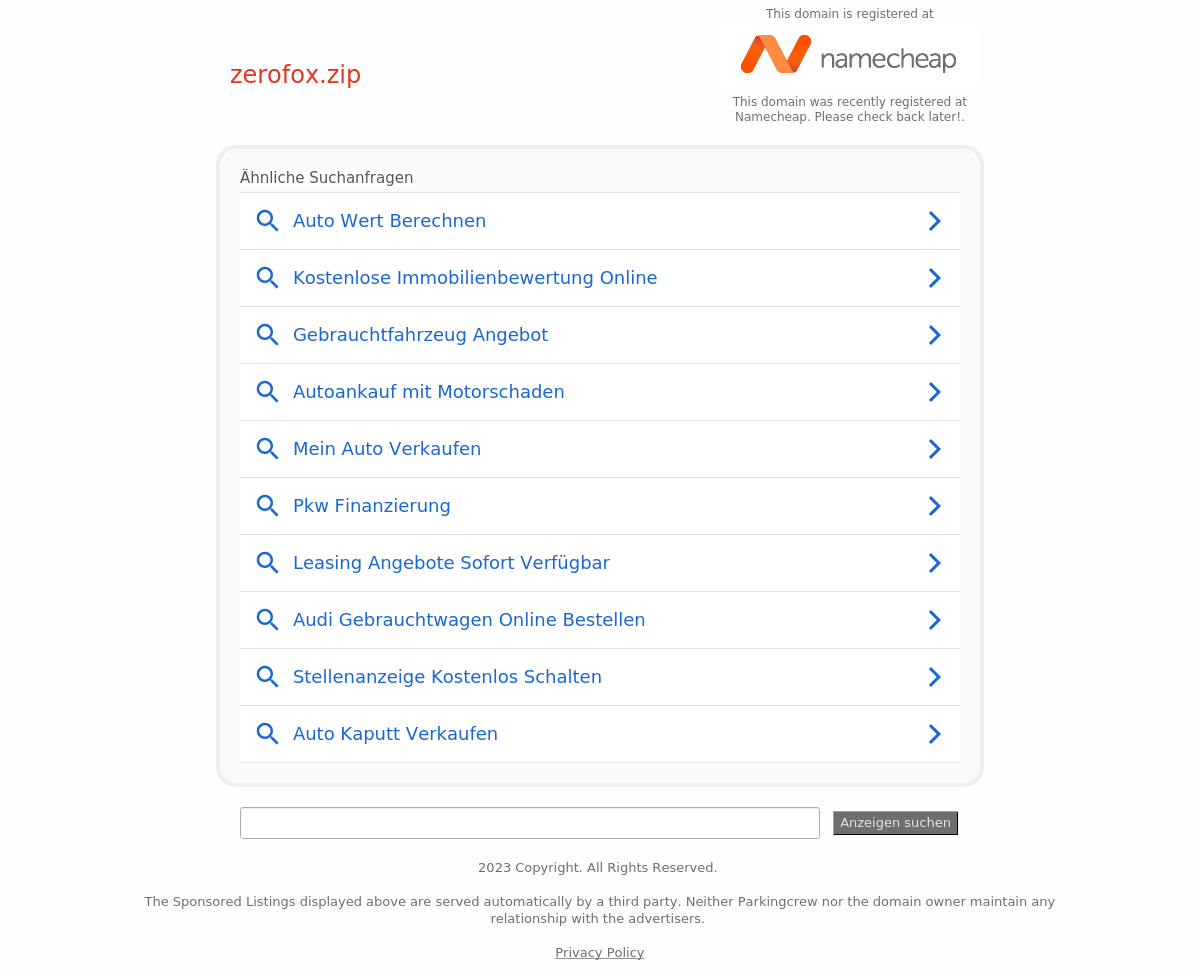 This domain is registered at
namecheap
zerofox.zip
This domain was recently registered at
Namecheap. Please check back later!.
Ähnliche Suchanfragen
Auto Wert Berechnen
Kostenlose Immobilienbewertung Online
Gebrauchtfahrzeug Angebot
Autoankauf mit Motorschaden
Mein Auto Verkaufen
Pkw Finanzierung
Leasing Angebote Sofort Verfügbar
Audi Gebrauchtwagen Online Bestellen
Stellenanzeige Kostenlos Schalten
Auto Kaputt Verkaufen
Anzeigen suchen
2023 Copyright. All Rights Reserved.
The Sponsored Listings displayed above are served automatically by a third party. Neither Parkingcrew nor the domain owner maintain any
relationship with the advertisers.
Privacy Policy